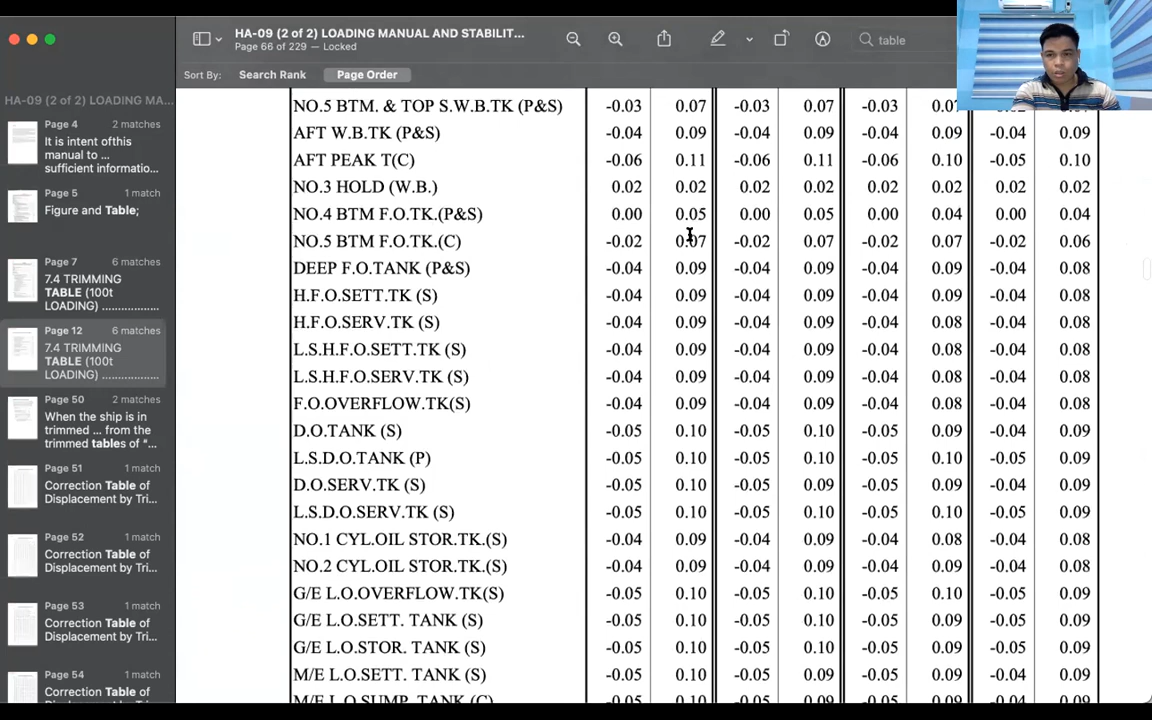 HA-09 (2 of 2) LOADING MANUAL AND STABILIT...
Page 66 of 229 — Locked
table
Sort By: Search Rank Page Order
HA-09 (2 of 2) LOADING MA...
Page 4 2 matches
It is intent ofthis
manual to ...
sufficient informatio...
Page 5 1 match
Figure and Table;
Page 7 6 matches
7.4 TRIMMING
TABLE (100t
LOADING) ..................
Page 12 6 matches
7.4 TRIMMING
TABLE (100t
LOADING) ..................
Page 50 2 matches
When the ship is in
trimmed ... from the
trimmed tables of “...
Page 51 1 match
Correction Table of
Displacement by Tri...
Page 52 1 match
Correction Table of
Displacement by Tri...
Page 53 1 match
Correction Table of
Displacement by Tri...
Page 54 1 match
Correction Table of
NO.5 BTM. & TOP S.W.B.TK (P&S) -0.03 0.07 -0.03 0.07 -0.03
AFT W.B.TK (P&S) -0.04 0.09 -0.04 0.09 -0.04 0.09 -0.04 0.09
AFT PEAK T(C) -0.06 0.11 -0.06 0.11 -0.06 0.10 -0.05 0.10
NO.3 HOLD (W.B.) 0.02 0.02 0.02 0.02 0.02 0.02 0.02 0.02
NO.4 BTM F.O.TK.(P&S) 0.00 0.05 0.00 0.05 0.00 0.04 0.00 0.04
NO.5 BTM F.O.TK.(C) -0.02 0.07 -0.02 0.07 -0.02 0.07 -0.02 0.06
DEEP F.O.TANK (P&S) -0.04 0.09 -0.04 0.09 -0.04 0.09 -0.04 0.08
H.F.O.SETT.TK (S) -0.04 0.09 -0.04 0.09 -0.04 0.09 -0.04 0.08
H.F.O.SERV.TK (S) -0.04 0.09 -0.04 0.09 -0.04 0.08 -0.04 0.08
L.S.H.F.O.SETT.TK (S) -0.04 0.09 -0.04 0.09 -0.04 0.08 -0.04 0.08
L.S.H.F.O.SERV.TK (S) -0.04 0.09 -0.04 0.09 -0.04 0.08 -0.04 0.08
F.O.OVERFLOW.TK(S) -0.04 0.09 -0.04 0.09 -0.04 0.08 -0.04 0.08
D.O.TANK (S) -0.05 0.10 -0.05 0.10 -0.05 0.09 -0.04 0.09
L.S.D.O.TANK (P) -0.05 0.10 -0.05 0.10 -0.05 0.10 -0.05 0.09
D.O.SERV.TK (S) -0.05 0.10 -0.05 0.10 -0.05 0.09 -0.04 0.09
L.S.D.O.SERV.TK (S) -0.05 0.10 -0.05 0.10 -0.05 0.10 -0.05 0.09
NO.1 CYL.OIL STOR.TK.(S) -0.04 0.09 -0.04 0.09 -0.04 0.08 -0.04 0.08
NO.2 CYL.OIL STOR.TK.(S) -0.04 0.09 -0.04 0.09 -0.04 0.08 -0.04 0.08
G/E L.O.OVERFLOW.TK(S) -0.05 0.10 -0.05 0.10 -0.05 0.10 -0.05 0.09
G/E L.O.SETT. TANK (S) -0.05 0.10 -0.05 0.10 -0.05 0.09 -0.05 0.09
G/E L.O.STOR. TANK (S) -0.05 0.10 -0.05 0.10 -0.05 0.09 -0.05 0.09
M/E L.O.SETT. TANK (S) -0.05 0.10 -0.05 0.09 -0.05 0.09 -0.04 0.09
M/E L.O.SUMP. TANK (C) -0.05 0.10 -0.05 0.09 -0.05 0.09 -0.04 0.09